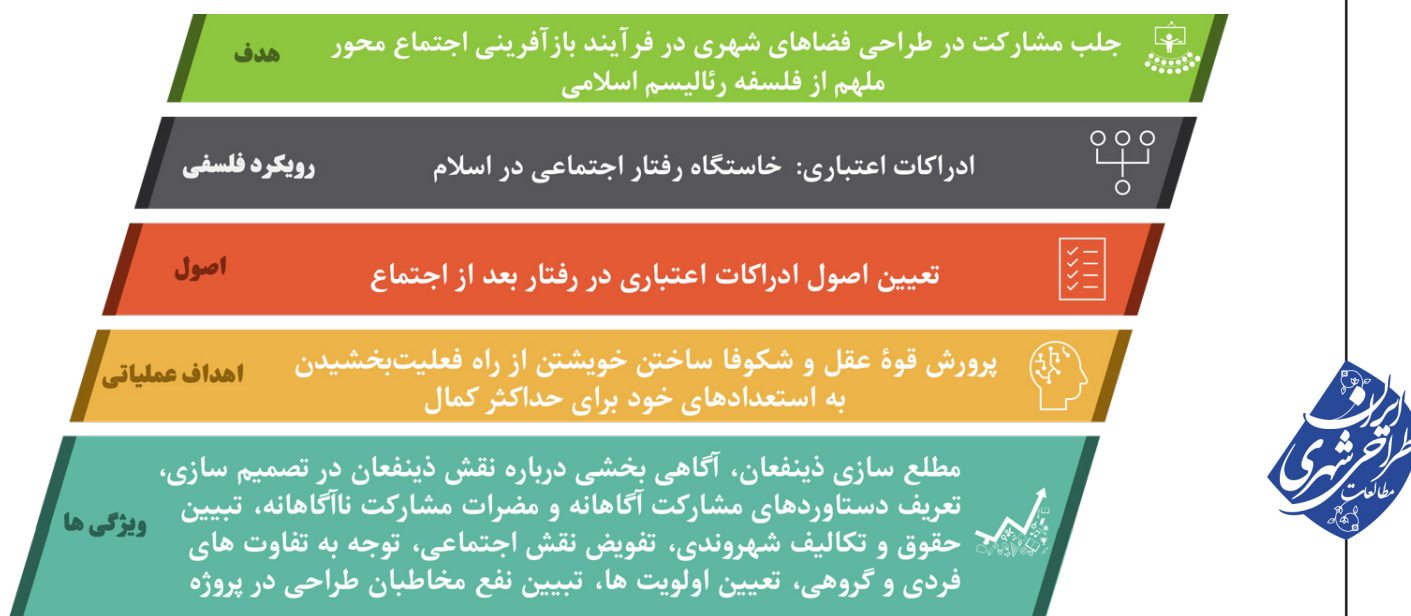 جلب مشارکت در طراحی فضاهای شهری در فرآیند بازآفرینی اجتماع محور
ملهم از فلسفه رئالیسم اسلامی
هدف
ادراکات اعتباری: خاستگاه رفتار اجتماعی در اسلام
رویکرد فلسفی
تعیین اصول ادراکات اعتباری در رفتار بعد از اجتماع
اصول
پرورش قوهٔ عقل و شکوفا ساختن خویشتن از راه فعلیت‌بخشیدن
به استعدادهای خود برای حداکثر کمال
اهداف عملیاتی
مطلع سازی ذینفعان، آگاهی بخشی درباره نقش ذینفعان در تصمیم سازی،
تعریف دستاوردهای مشارکت آگاهانه و مضرات مشارکت ناآگاهانه، تبیین
حقوق و تکالیف شهروندی، تفویض نقش اجتماعی، توجه به تفاوت های
فردی و گروهی، تعیین اولویت ها، تبیین نفع مخاطبان طراحی در پروژه
ویژگی ها
مطالعات
طراحی شهری
ایران